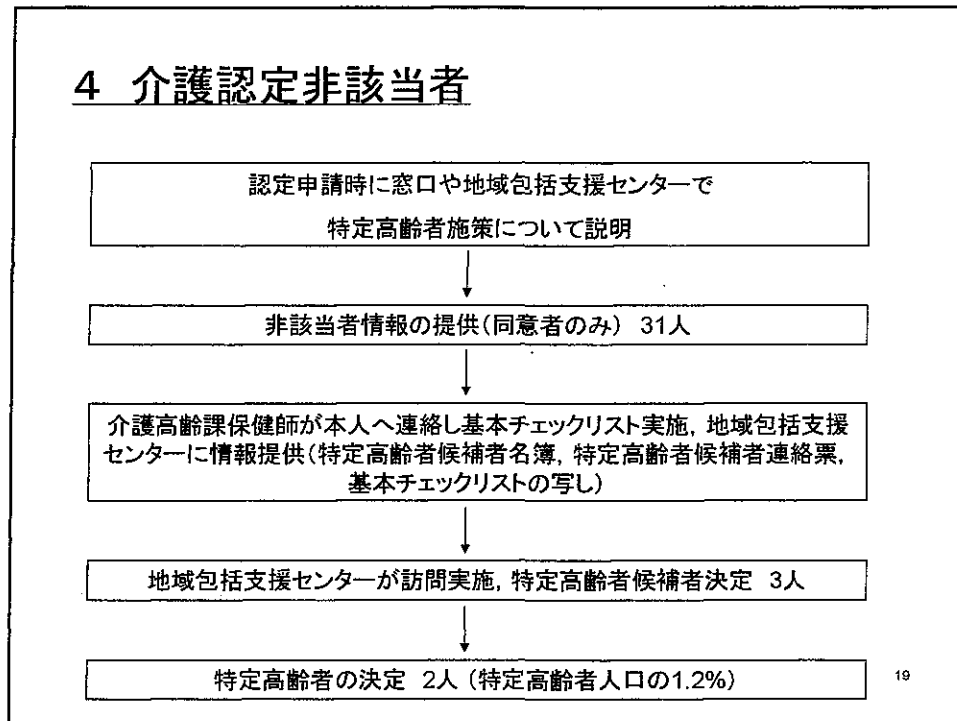 4 介護認定非該当者
認定申請時に窓口や地域包括支援センターで
特定高齢者施策について説明
非該当者情報の提供(同意者のみ) 31人
介護高齢課保健師が本人へ連絡し基本チェックリスト実施, 地域包括支援
センターに情報提供(特定高齢者候補者名簿, 特定高齢者候補者連絡票,
基本チェックリストの写し)
地域包括支援センターが訪問実施, 特定高齢者候補者決定 3人
特定高齢者の決定 2人 (特定高齢者人口の1.2%)
19